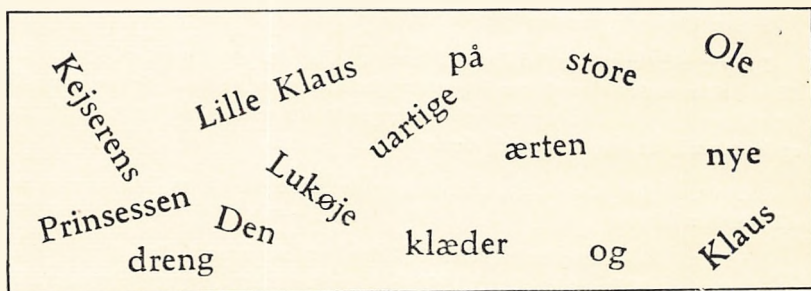 Kejserens
Lille Klaus
på
store
Ole
uartige
ærten
nye
Lukøje
Prinsessen
Den
dreng
klæder
og
Klaus